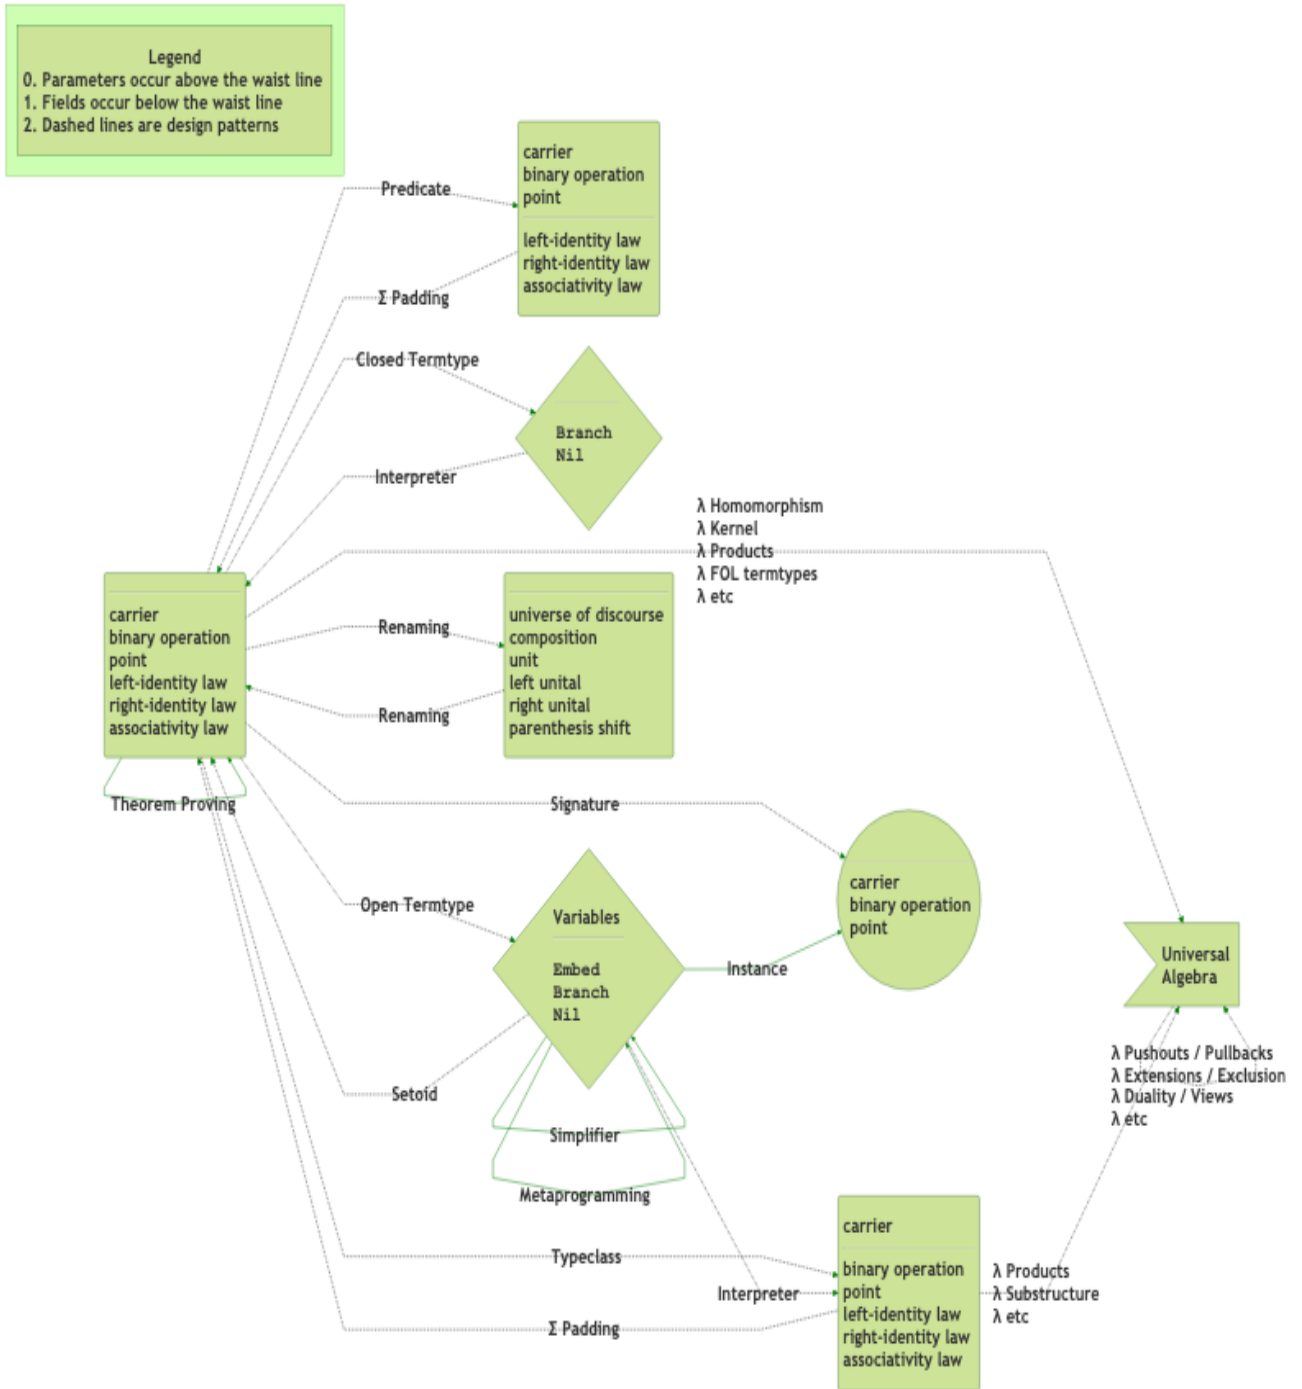 Legend
0. Parameters occur above the waist line
1. Fields occur below the waist line
2. Dashed lines are design patterns
carrier
binary operation
point
left-identity law
right-identity law
associativity law
Predicate
Σ Padding
Closed Termtype
Branch
Nil
Interpreter
λ Homomorphism
λ Kernel
λ Products
λ FOL termtypes
λ etc
carrier
binary operation
point
left-identity law
right-identity law
associativity law
Renaming
Renaming
universe of discourse
composition
unit
left unital
right unital
parenthesis shift
Theorem Proving
Signature
carrier
binary operation
point
Open Termtype
Variables
Embed
Branch
Nil
Instance
Universal
Algebra
Setoid
Simplifier
Metaprogramming
λ Pushouts / Pullbacks
λ Extensions / Exclusion
λ Duality / Views
λ etc
Typeclass
Interpreter
Σ Padding
carrier
binary operation
point
left-identity law
right-identity law
associativity law
λ Products
λ Substructure
λ etc